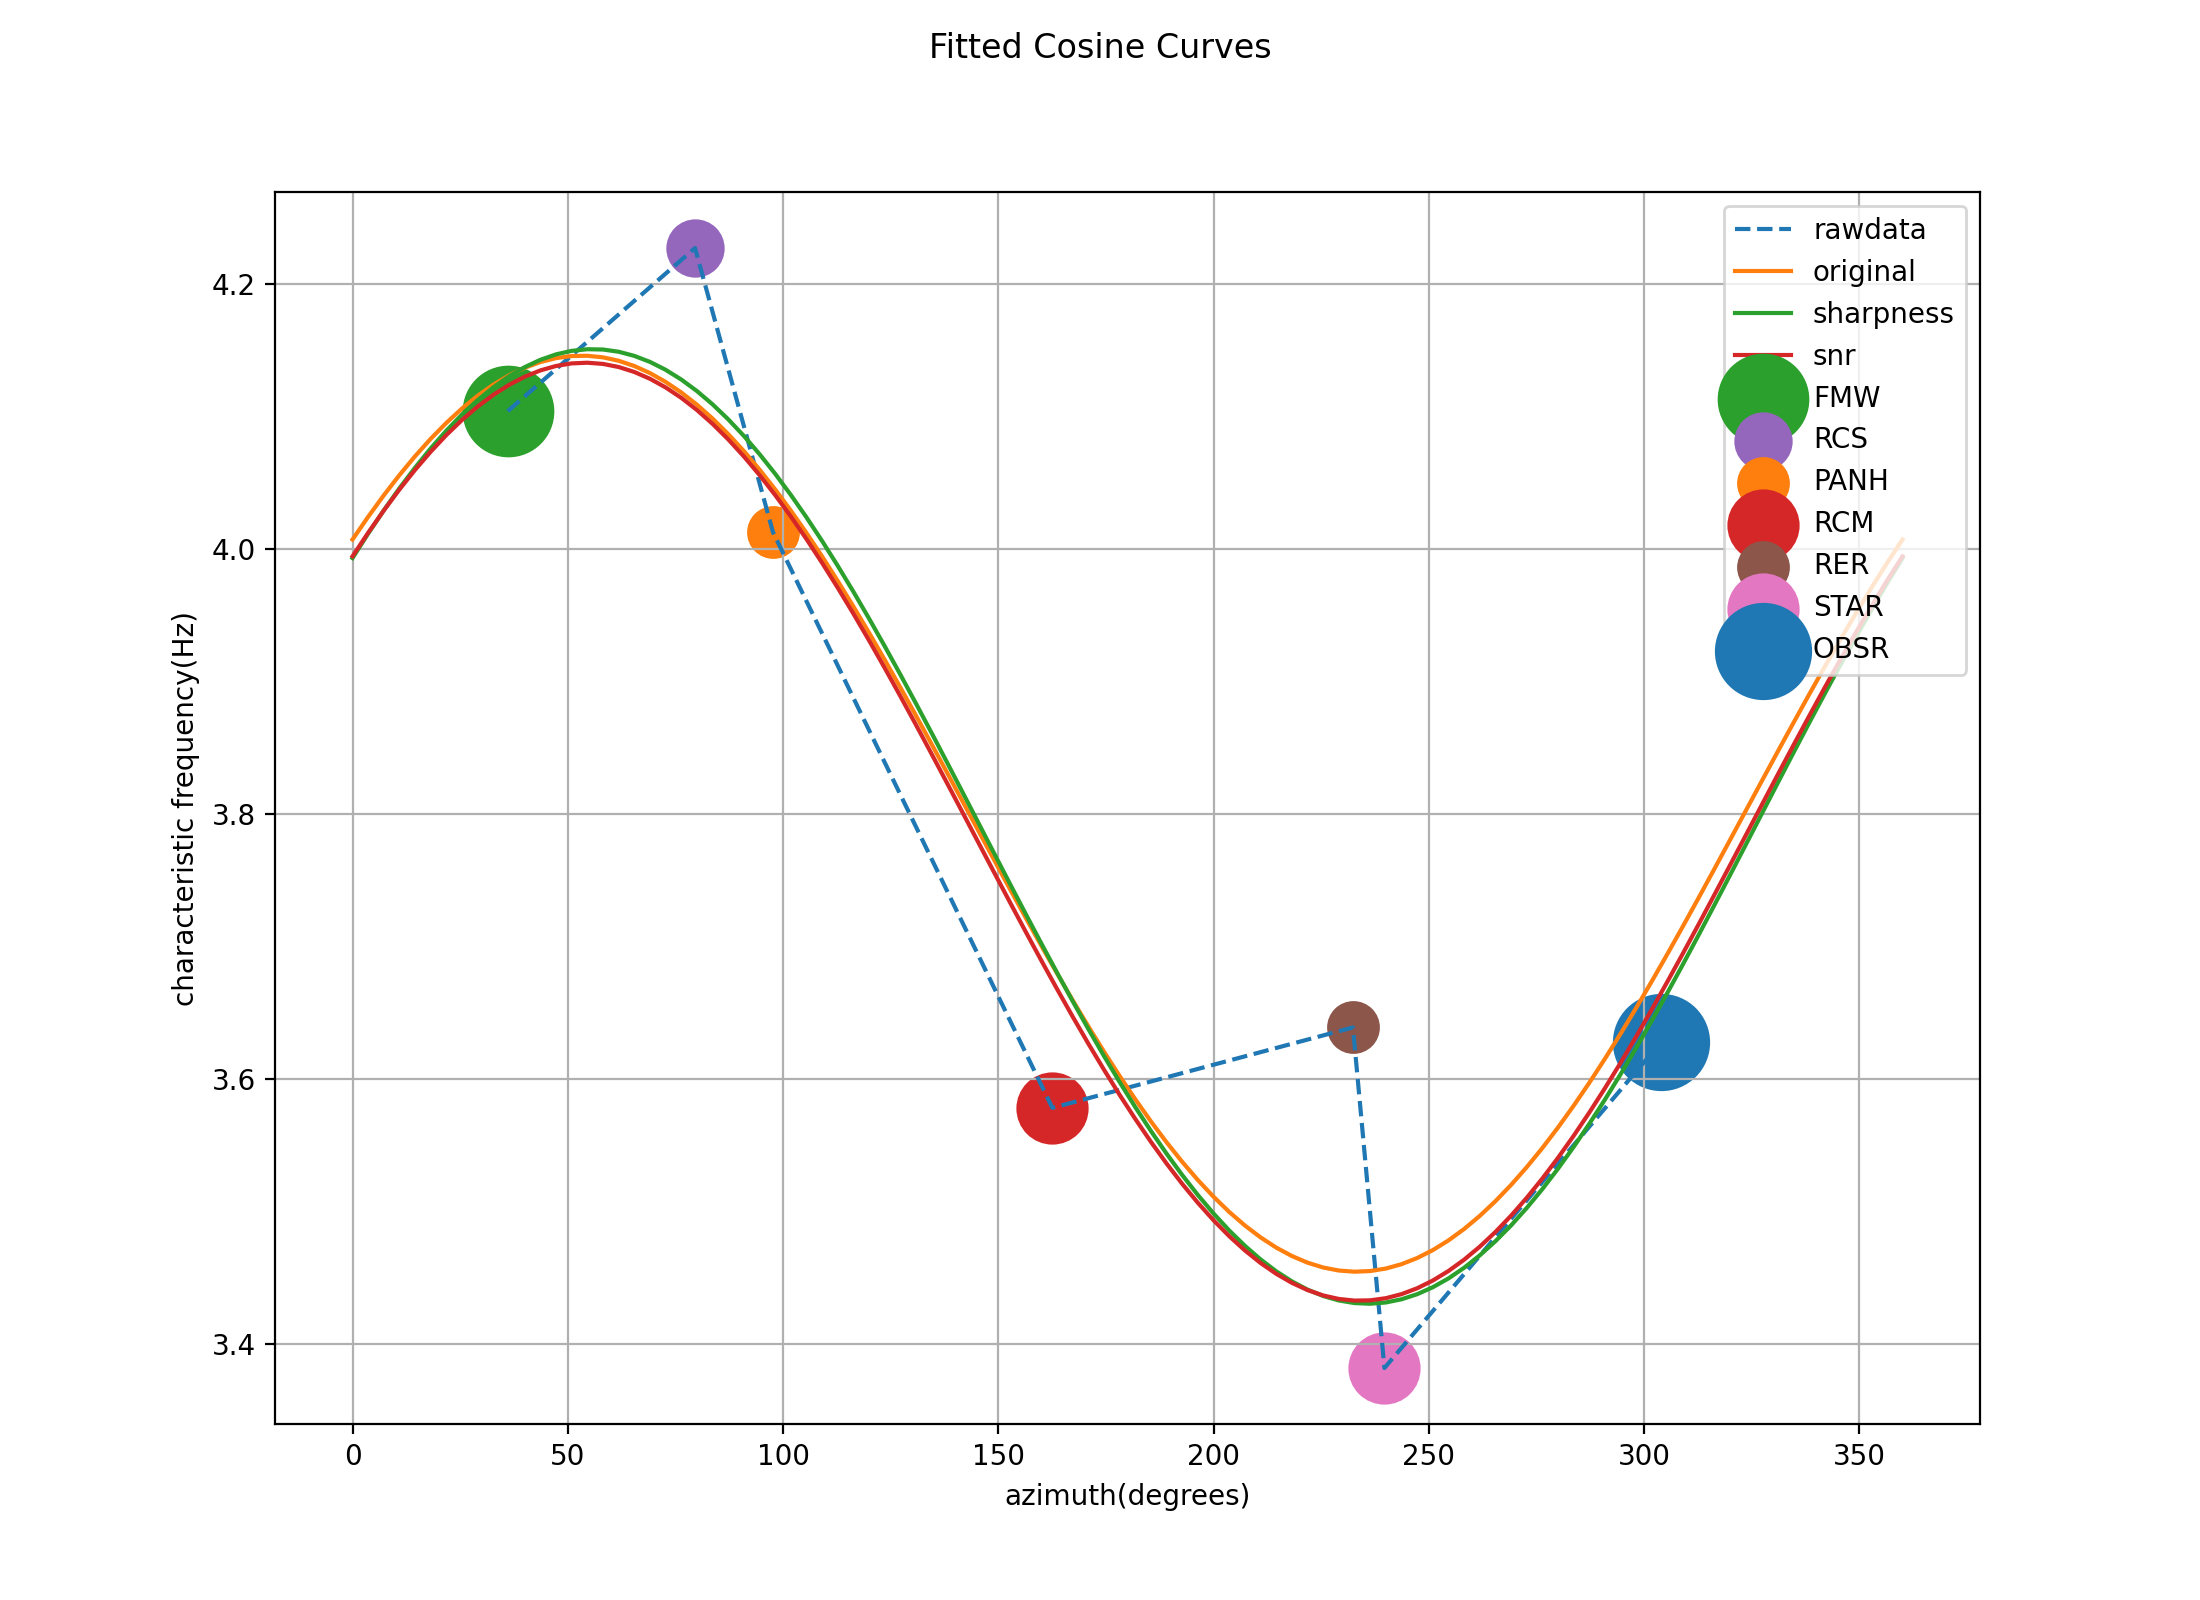 Fitted Cosine Curves
rawdata
original
sharpness
snr
FMW
RCS
PANH
RCM
RER
STAR
OBSR
characteristic frequency(Hz)
4.2
4.0
3.8
3.6
3.4
0 50 100 150 200 250 300 350
azimuth(degrees)